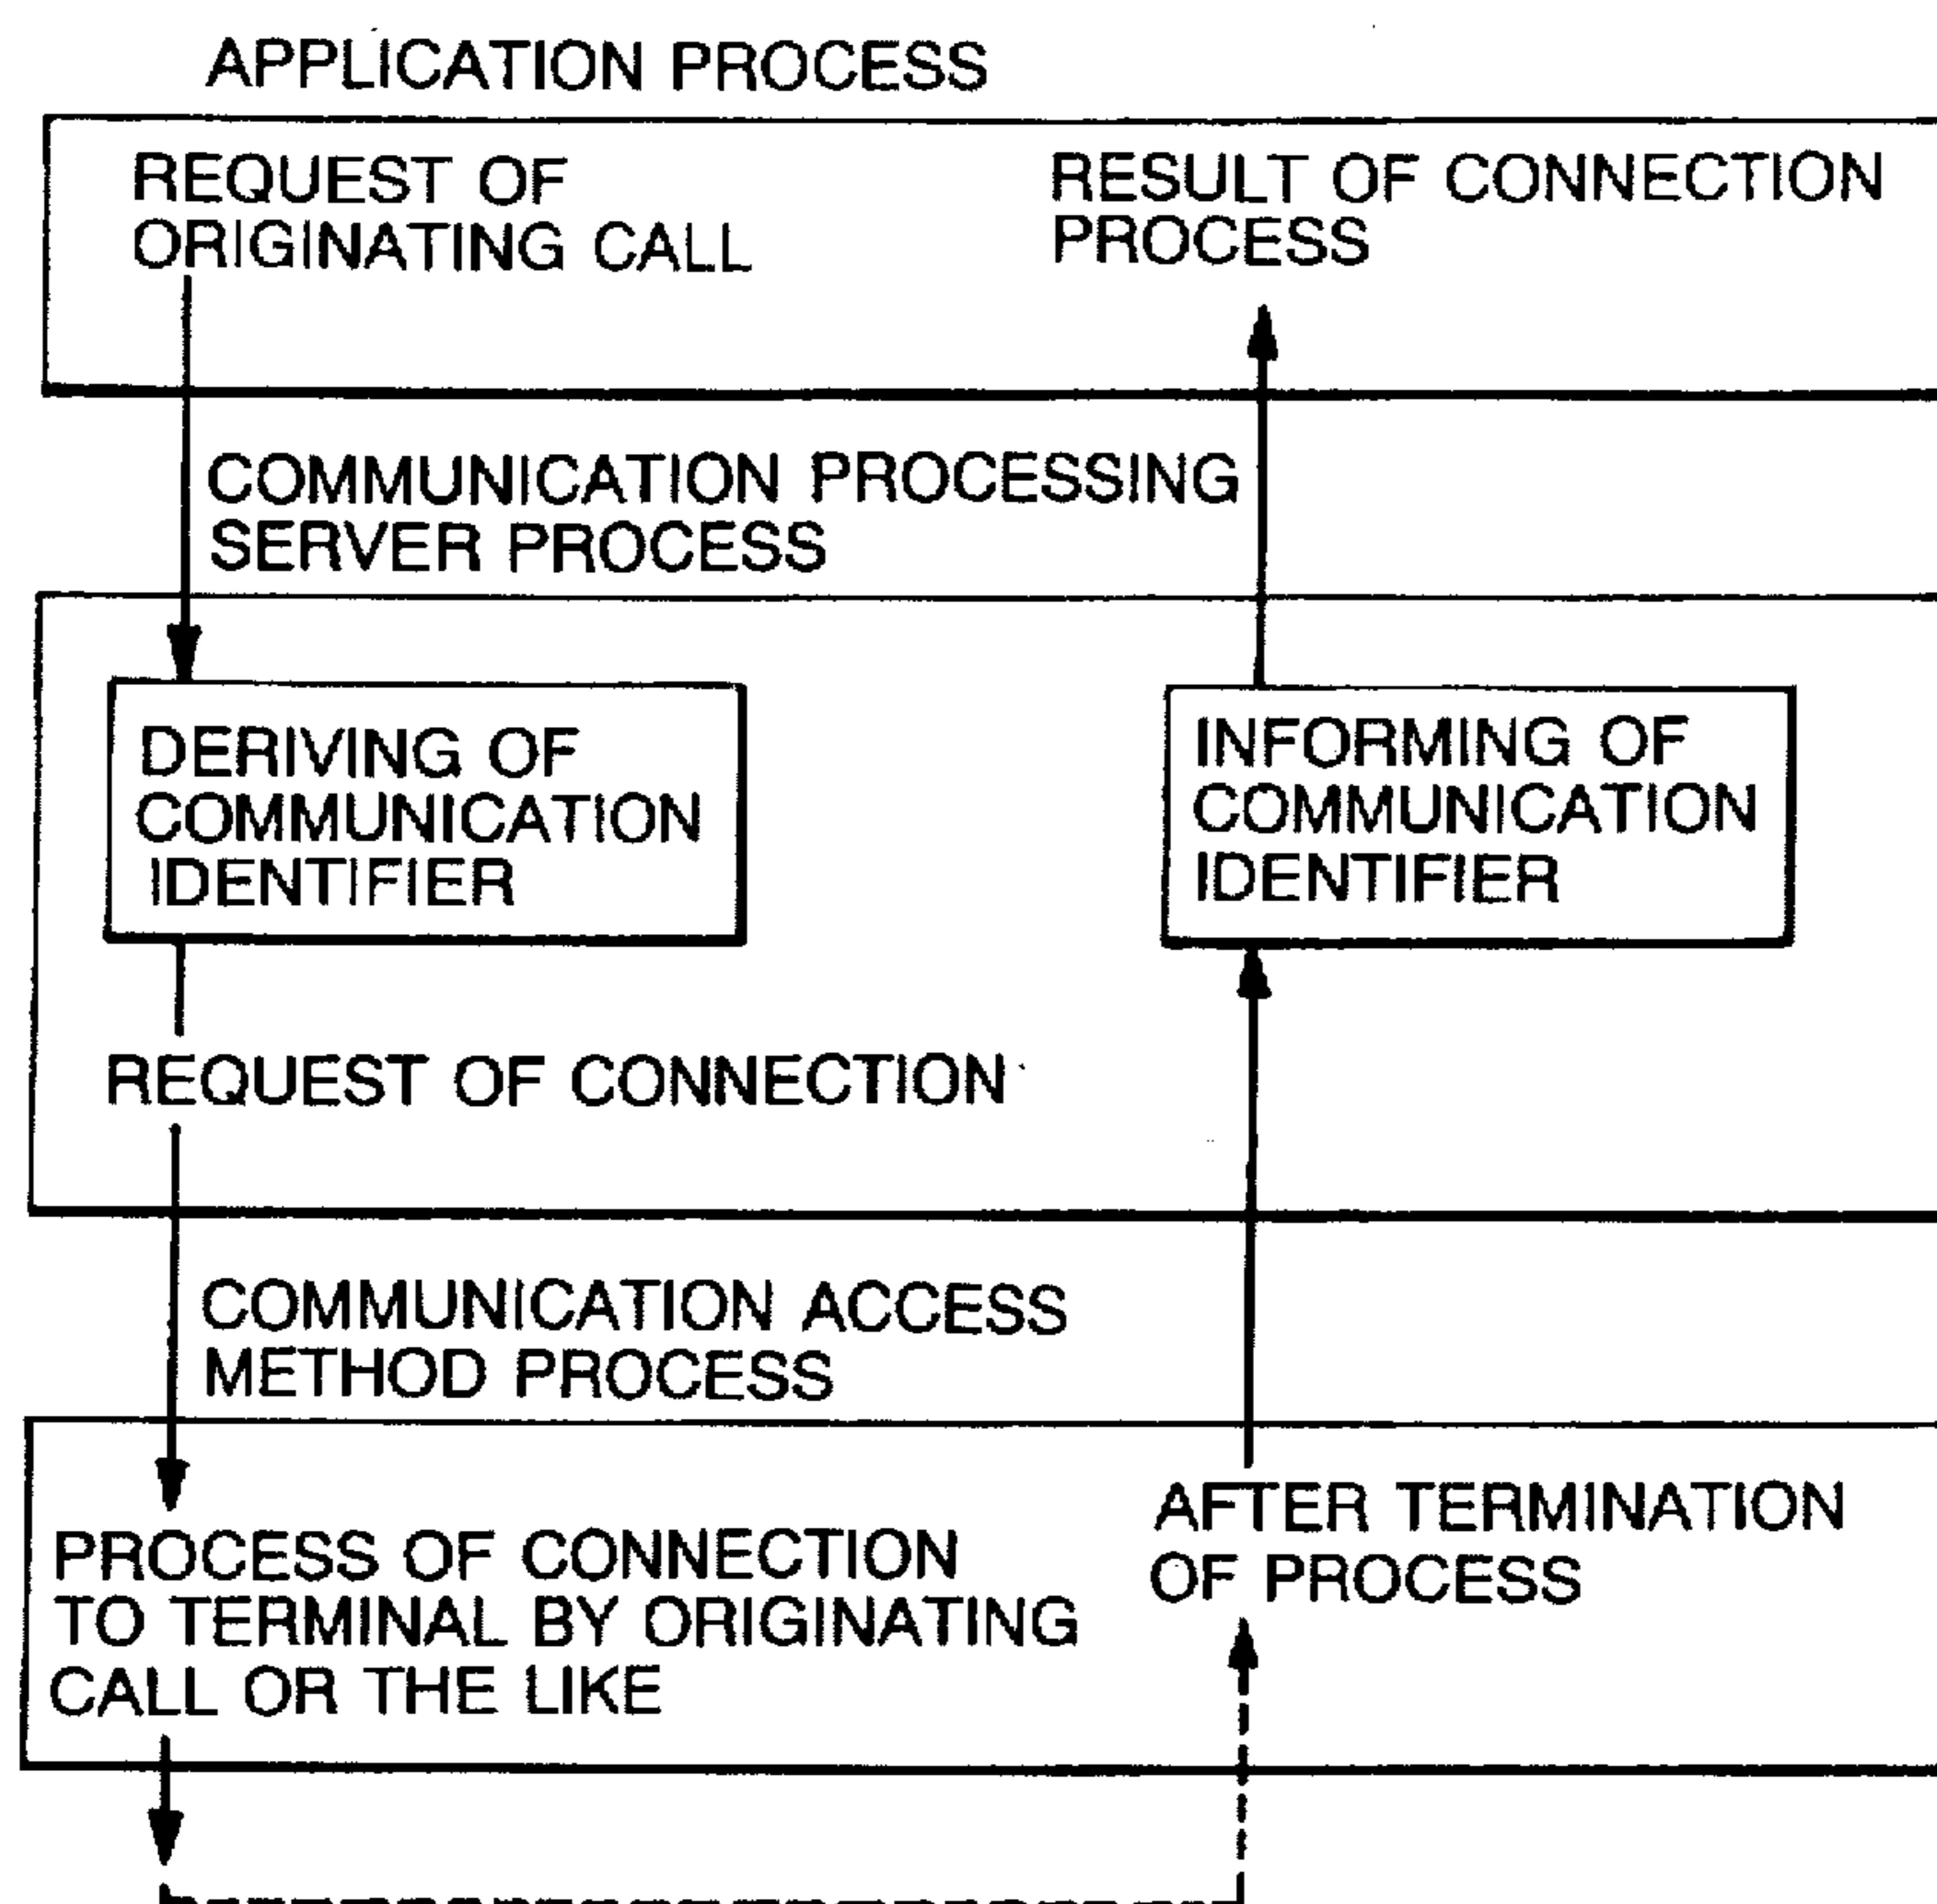 APPLICATION PROCESS
REQUEST OF
ORIGINATING CALL
RESULT OF CONNECTION
PROCESS
COMMUNICATION PROCESSING
SERVER PROCESS
DERIVING OF
COMMUNICATION
IDENTIFIER
INFORMING OF
COMMUNICATION
IDENTIFIER
REQUEST OF CONNECTION
COMMUNICATION ACCESS
METHOD PROCESS
PROCESS OF CONNECTION
TO TERMINAL BY ORIGINATING
CALL OR THE LIKE
AFTER TERMINATION
OF PROCESS